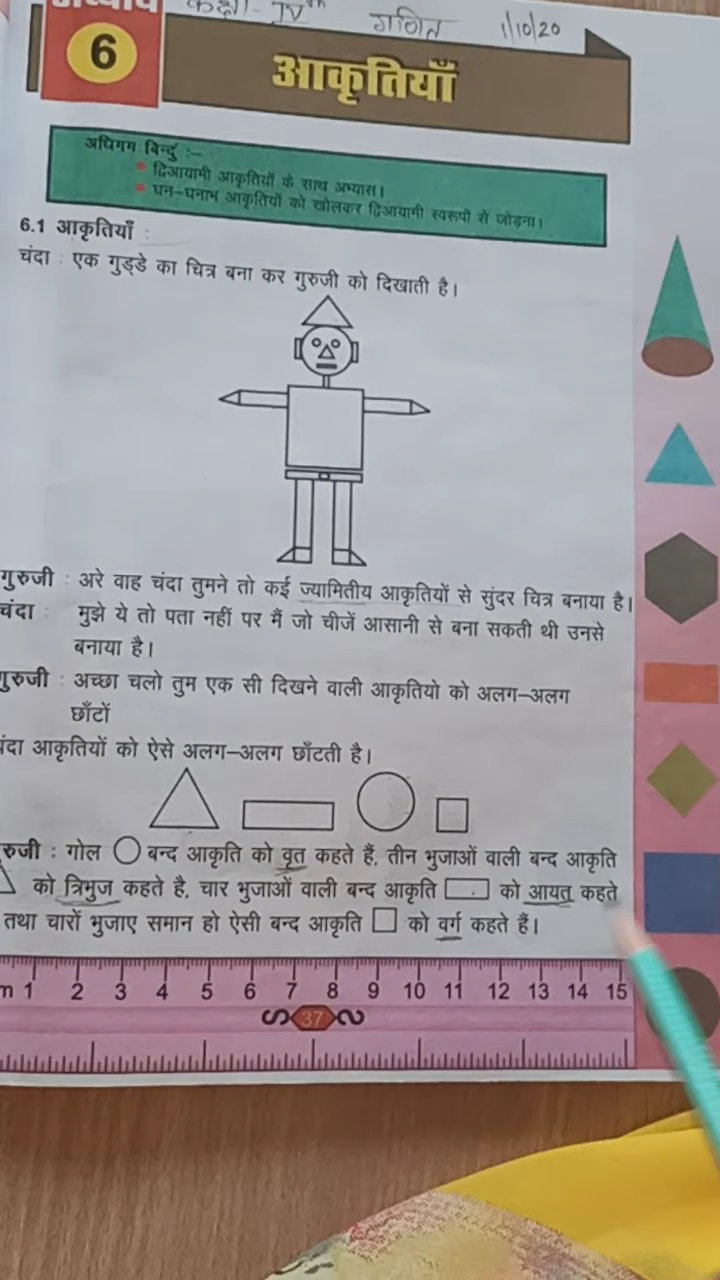 अध्याय कक्षा- IVth गणित 1/10/20
6
आकृतियाँ
अधिगम बिन्दु :–
द्विआयामी आकृतियों के साथ अभ्यास।
घन–घनाभ आकृतियों को खोलकर द्विआयामी स्वरूपों से जोड़ना।
6.1 आकृतियाँ :
चंदा : एक गुड्डे का चित्र बना कर गुरुजी को दिखाती है।
गुरुजी : अरे वाह चंदा तुमने तो कई ज्यामितीय आकृतियों से सुंदर चित्र बनाया है।
चंदा : मुझे ये तो पता नहीं पर मैं जो चीजें आसानी से बना सकती थी उनसे
बनाया है।
गुरुजी : अच्छा चलो तुम एक सी दिखने वाली आकृतियो को अलग–अलग
छाँटों
चंदा आकृतियों को ऐसे अलग–अलग छाँटती है।
रुजी : गोल बन्द आकृति को वृत कहते हैं, तीन भुजाओं वाली बन्द आकृति
को त्रिभुज कहते है, चार भुजाओं वाली बन्द आकृति को आयत कहते
तथा चारों भुजाए समान हो ऐसी बन्द आकृति को वर्ग कहते हैं।
m 1 2 3 4 5 6 7 8 9 10 11 12 13 14 15
37